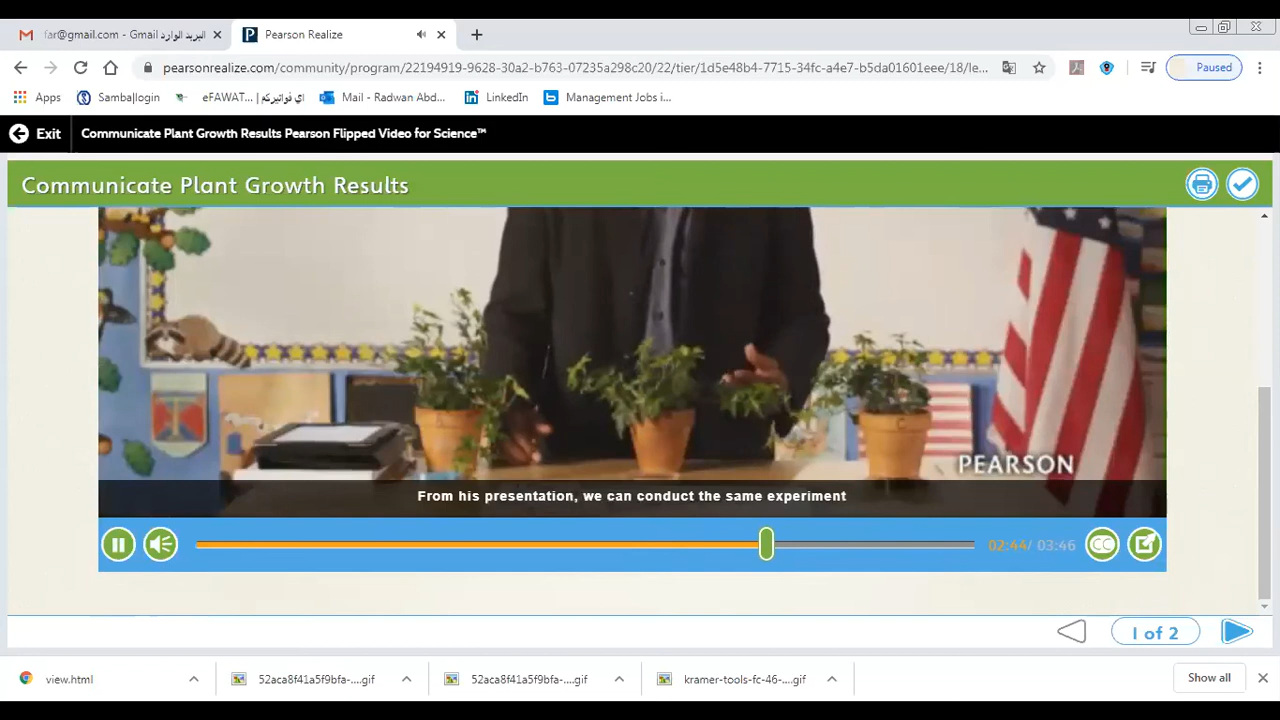 far@gmail.com - Gmail البريد الوارد
Pearson Realize
pearsonrealize.com/community/program/22194919-9628-30a2-b763-07235a298c20/22/tier/1d5e48b4-7715-34fc-a4e7-b5da01601eee/18/le...
Paused
Apps
Samba|login
eFAWAT... | اي فواتيركم
Mail - Radwan Abd...
LinkedIn
Management Jobs i...
Exit
Communicate Plant Growth Results Pearson Flipped Video for Science™
Communicate Plant Growth Results
PEARSON
From his presentation, we can conduct the same experiment
02:44/ 03:46
CC
1 of 2
view.html
52aca8f41a5f9bfa-....gif
52aca8f41a5f9bfa-....gif
kramer-tools-fc-46-....gif
Show all